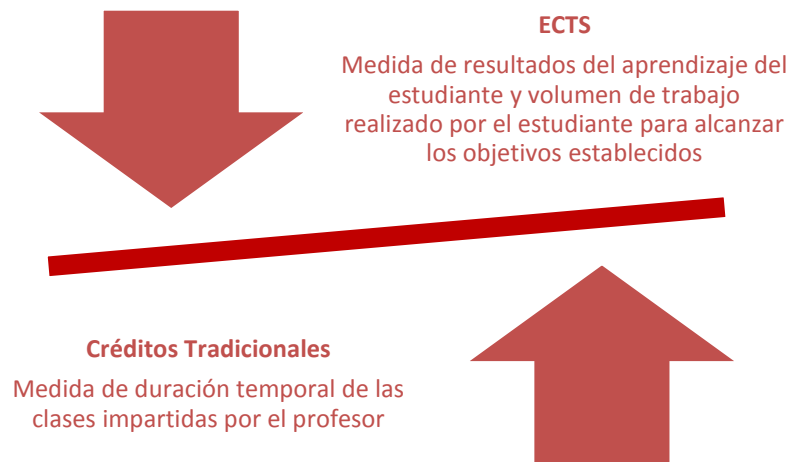 ECTS
Medida de resultados del aprendizaje del
estudiante y volumen de trabajo
realizado por el estudiante para alcanzar
los objetivos establecidos
Créditos Tradicionales
Medida de duración temporal de las
clases impartidas por el profesor